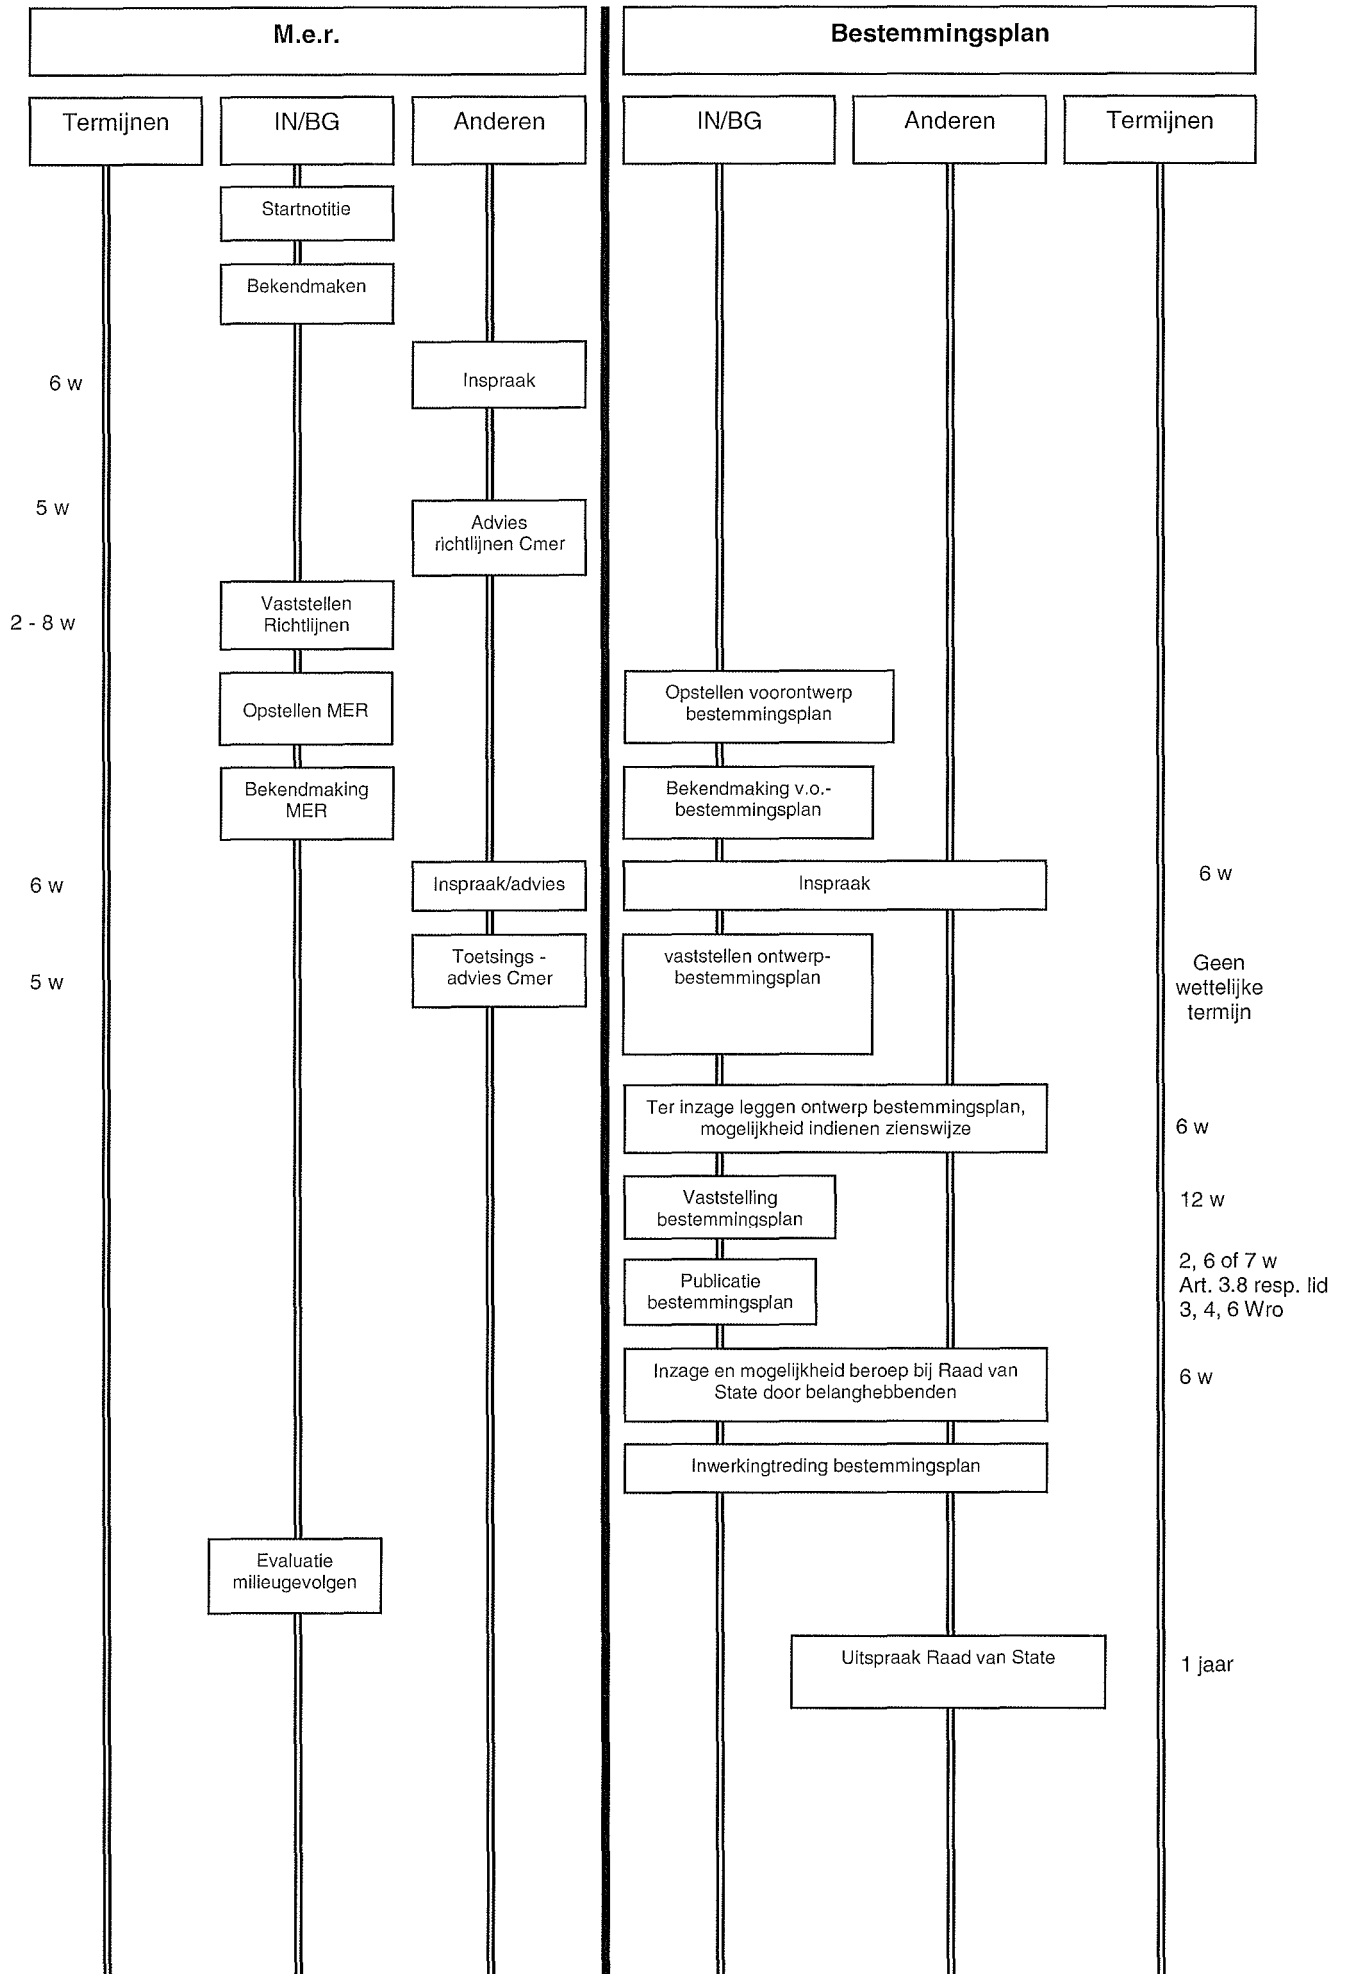 M.e.r.
Bestemmingsplan
Termijnen
IN/BG
Anderen
IN/BG
Anderen
Termijnen
Startnotitie
Bekendmaken
6 w
Inspraak
5 w
Advies
richtlijnen Cmer
2 - 8 w
Vaststellen
Richtlijnen
Opstellen MER
Opstellen voorontwerp
bestemmingsplan
Bekendmaking
MER
Bekendmaking v.o.-
bestemmingsplan
6 w
Inspraak/advies
Inspraak
6 w
5 w
Toetsings -
advies Cmer
vaststellen ontwerp-
bestemmingsplan
Geen
wettelijke
termijn
Ter inzage leggen ontwerp bestemmingsplan,
mogelijkheid indienen zienswijze
6 w
Vaststelling
bestemmingsplan
12 w
Publicatie
bestemmingsplan
2, 6 of 7 w
Art. 3.8 resp. lid
3, 4, 6 Wro
Inzage en mogelijkheid beroep bij Raad van
State door belanghebbenden
6 w
Inwerkingtreding bestemmingsplan
Evaluatie
milieugevolgen
Uitspraak Raad van State
1 jaar